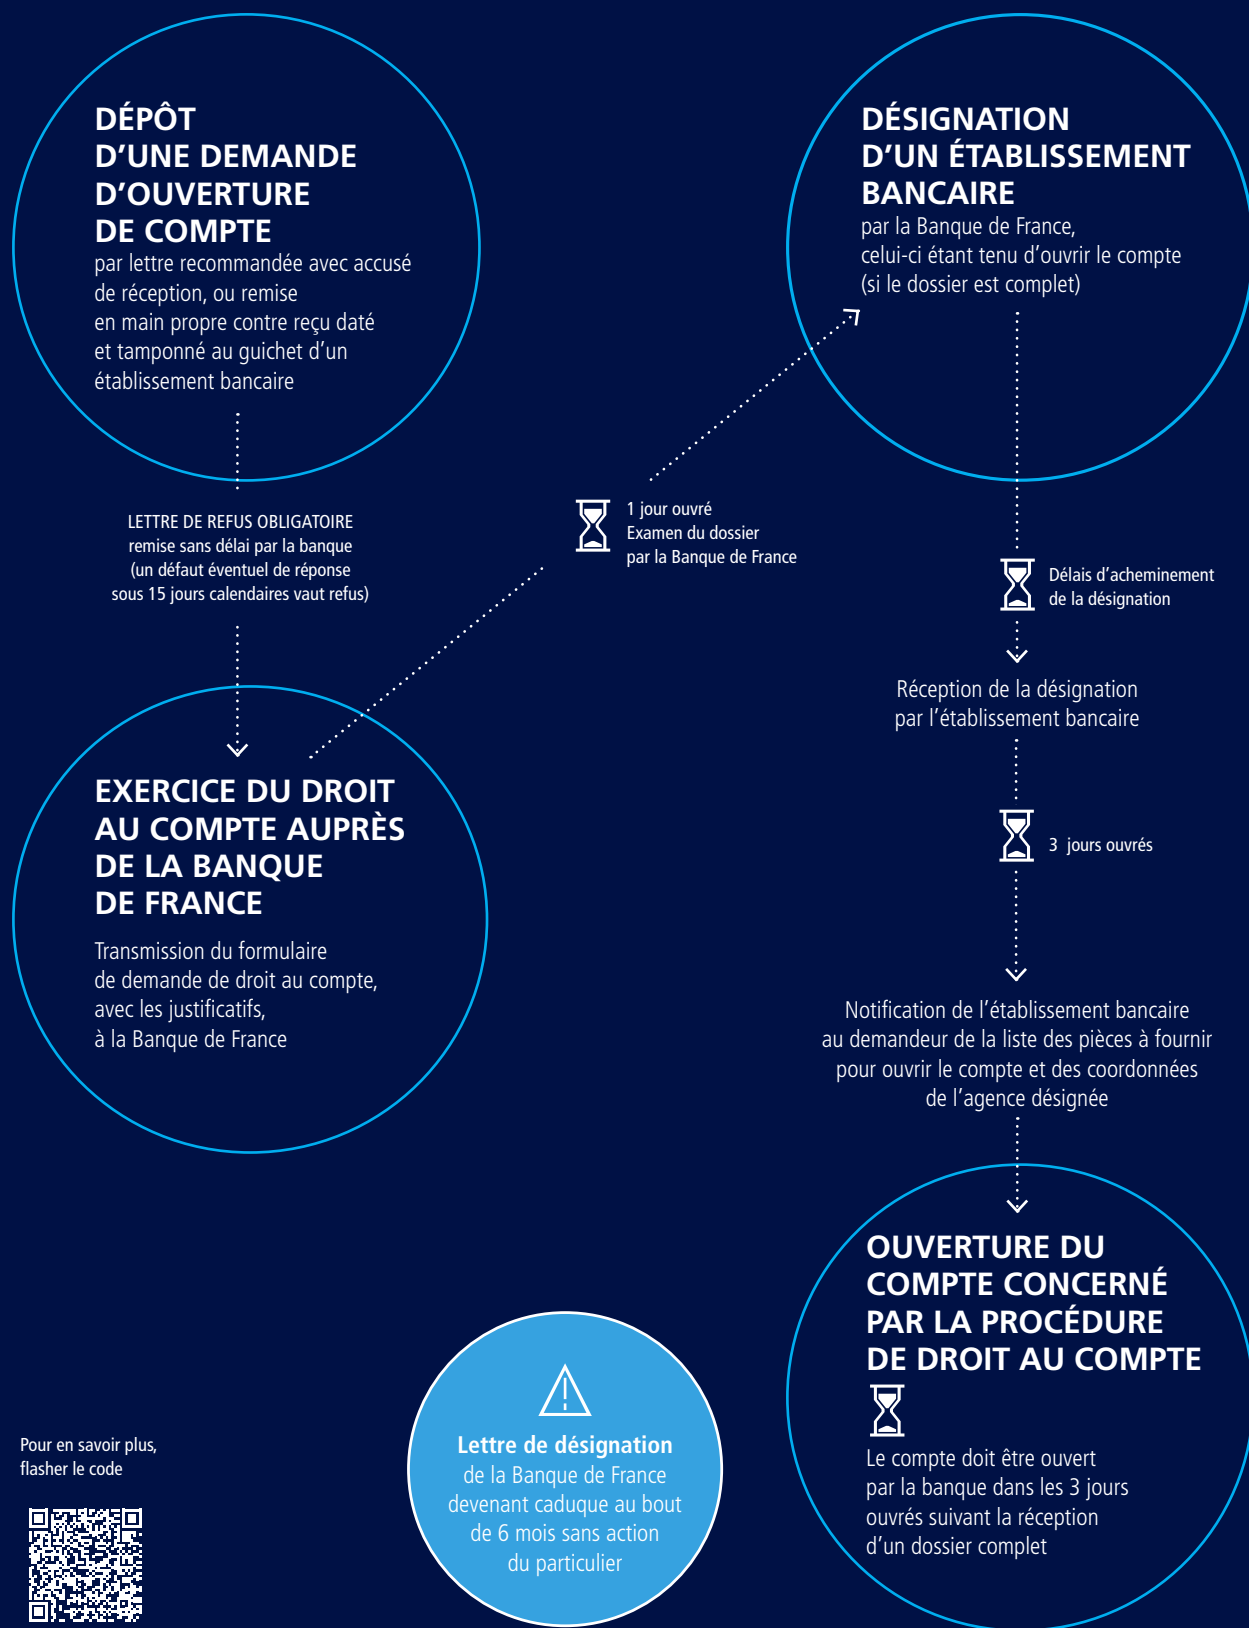 DÉPÔT
D'UNE DEMANDE
D'OUVERTURE
DE COMPTE
par lettre recommandée avec accusé
de réception, ou remise
en main propre contre reçu daté
et tamponné au guichet d'un
établissement bancaire
LETTRE DE REFUS OBLIGATOIRE
remise sans délai par la banque
(un défaut éventuel de réponse
sous 15 jours calendaires vaut refus)
EXERCICE DU DROIT
AU COMPTE AUPRÈS
DE LA BANQUE
DE FRANCE
Transmission du formulaire
de demande de droit au compte,
avec les justificatifs,
à la Banque de France
1 jour ouvré
Examen du dossier
par la Banque de France
DÉSIGNATION
D'UN ÉTABLISSEMENT
BANCAIRE
par la Banque de France,
celui-ci étant tenu d'ouvrir le compte
(si le dossier est complet)
Délais d'acheminement
de la désignation
Réception de la désignation
par l'établissement bancaire
3 jours ouvrés
Notification de l'établissement bancaire
au demandeur de la liste des pièces à fournir
pour ouvrir le compte et des coordonnées
de l'agence désignée
OUVERTURE DU
COMPTE CONCERNÉ
PAR LA PROCÉDURE
DE DROIT AU COMPTE
Le compte doit être ouvert
par la banque dans les 3 jours
ouvrés suivant la réception
d'un dossier complet
Lettre de désignation
de la Banque de France
devenant caduque au bout
de 6 mois sans action
du particulier
Pour en savoir plus,
flasher le code